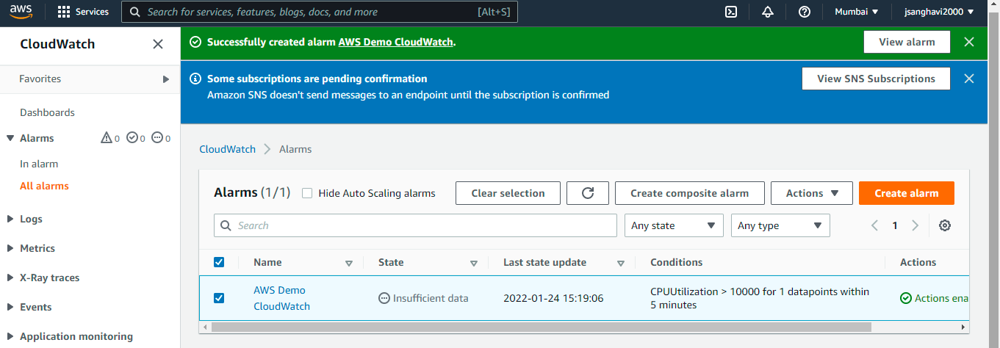 aws
Services
Search for services, features, blogs, docs, and more
[Alt+S]
Mumbai
jsanghavi2000
CloudWatch
Favorites
Dashboards
Alarms
0
0
0
In alarm
All alarms
Logs
Metrics
X-Ray traces
Events
Application monitoring
Successfully created alarm AWS Demo CloudWatch.
View alarm
Some subscriptions are pending confirmation
Amazon SNS doesn't send messages to an endpoint until the subscription is confirmed
View SNS Subscriptions
CloudWatch
Alarms
Alarms (1/1)
Hide Auto Scaling alarms
Clear selection
Create composite alarm
Actions
Create alarm
Search
Any state
Any type
1
Name
State
Last state update
Conditions
Actions
AWS Demo
CloudWatch
Insufficient data
2022-01-24 15:19:06
CPUUtilization > 10000 for 1 datapoints within
5 minutes
Actions ena